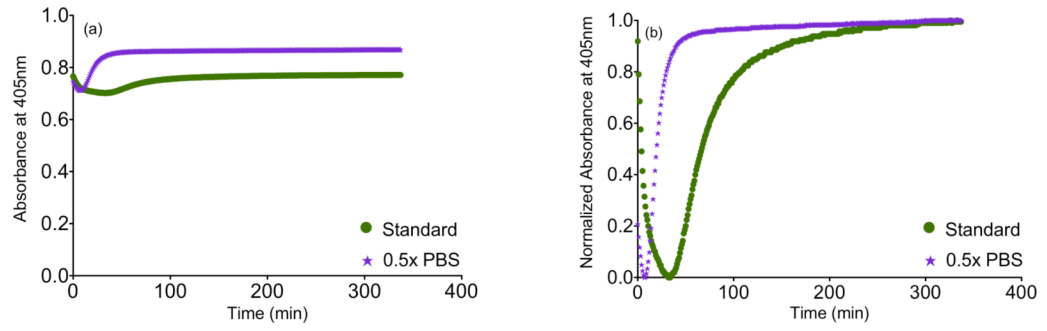 (a)
Absorbance at 405nm
1.0
0.8
0.6
0.4
0.2
0.0
0
100
200
300
400
Time (min)
Standard
0.5x PBS
(b)
Normalized Absorbance at 405nm
1.0
0.8
0.6
0.4
0.2
0.0
0
100
200
300
400
Time (min)
Standard
0.5x PBS